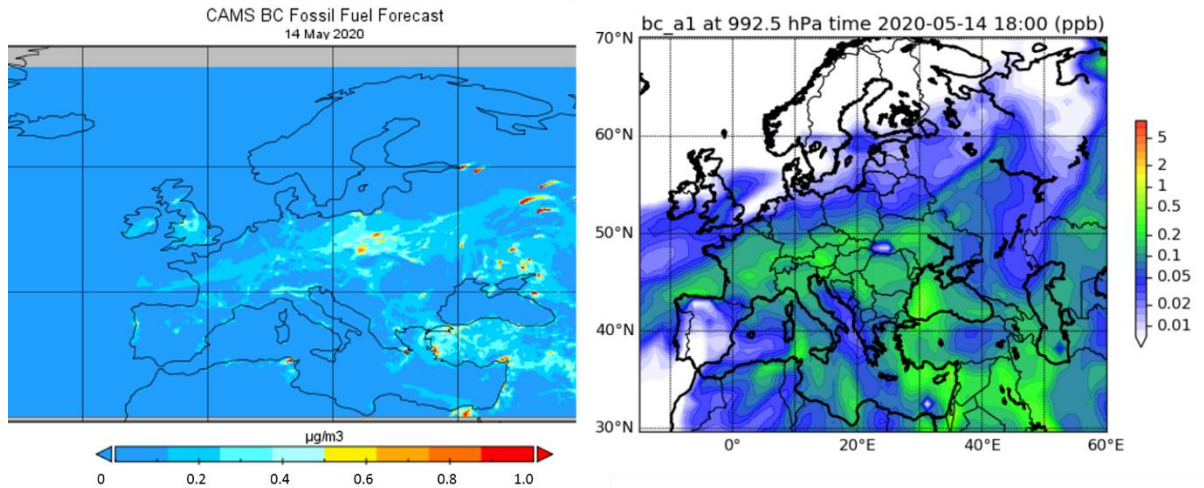 CAMS BC Fossil Fuel Forecast
14 May 2020
µg/m3
0 0.2 0.4 0.6 0.8 1.0
bc_a1 at 992.5 hPa time 2020-05-14 18:00 (ppb)
70°N
60°N
50°N
40°N
30°N
0° 20°E 40°E 60°E
5
2
1
0.5
0.2
0.1
0.05
0.02
0.01